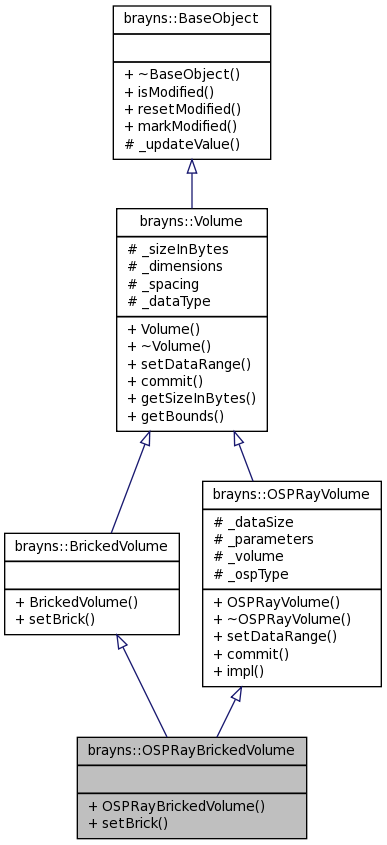 brayns::BaseObject
+ ~BaseObject()
+ isModified()
+ resetModified()
+ markModified()
# _updateValue()
brayns::Volume
# _sizeInBytes
# _dimensions
# _spacing
# _dataType
+ Volume()
+ ~Volume()
+ setDataRange()
+ commit()
+ getSizeInBytes()
+ getBounds()
brayns::BrickedVolume
+ BrickedVolume()
+ setBrick()
brayns::OSPRayVolume
# _dataSize
# _parameters
# _volume
# _ospType
+ OSPRayVolume()
+ ~OSPRayVolume()
+ setDataRange()
+ commit()
+ impl()
brayns::OSPRayBrickedVolume
+ OSPRayBrickedVolume()
+ setBrick()